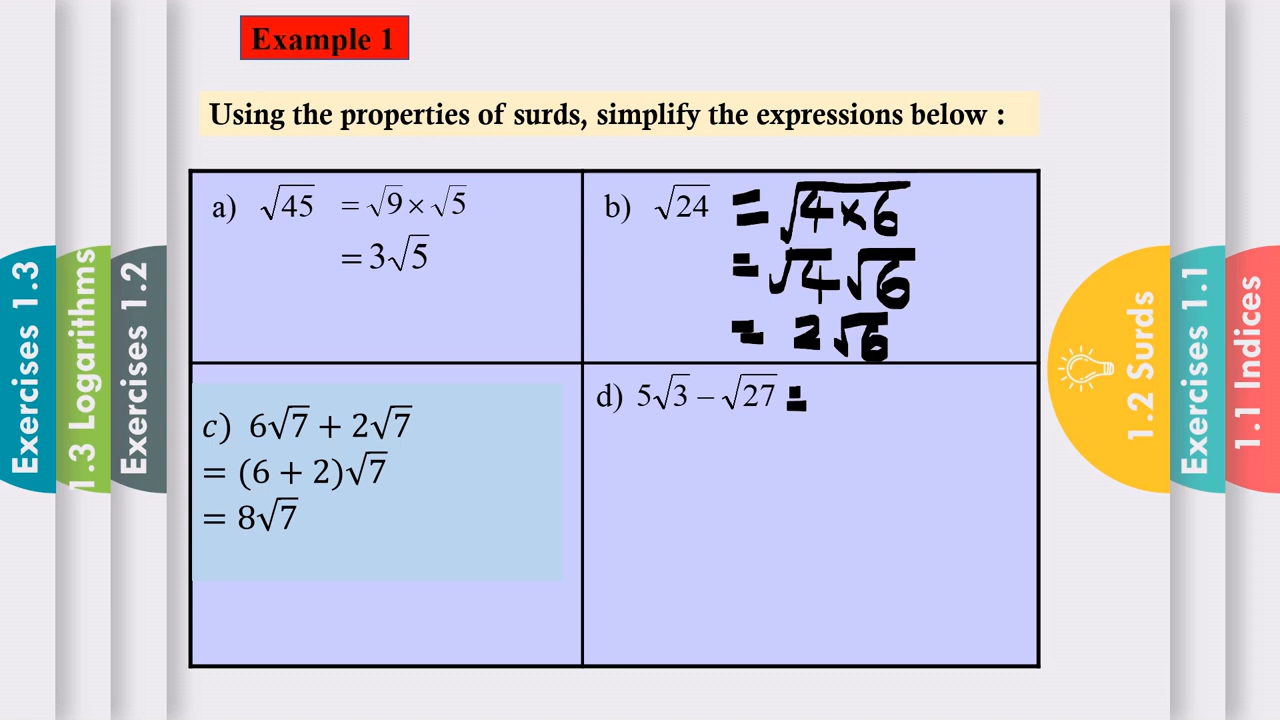 Example 1
Using the properties of surds, simplify the expressions below :
a) √45 = √9 × √5
= 3√5
b) √24 = √4×6
= √4 √6
= 2√6
c) 6√7 + 2√7
= (6 + 2)√7
= 8√7
d) 5√3 – √27 =
Exercises 1.3
1.3 Logarithms
Exercises 1.2
1.2 Surds
Exercises 1.1
1.1 Indices